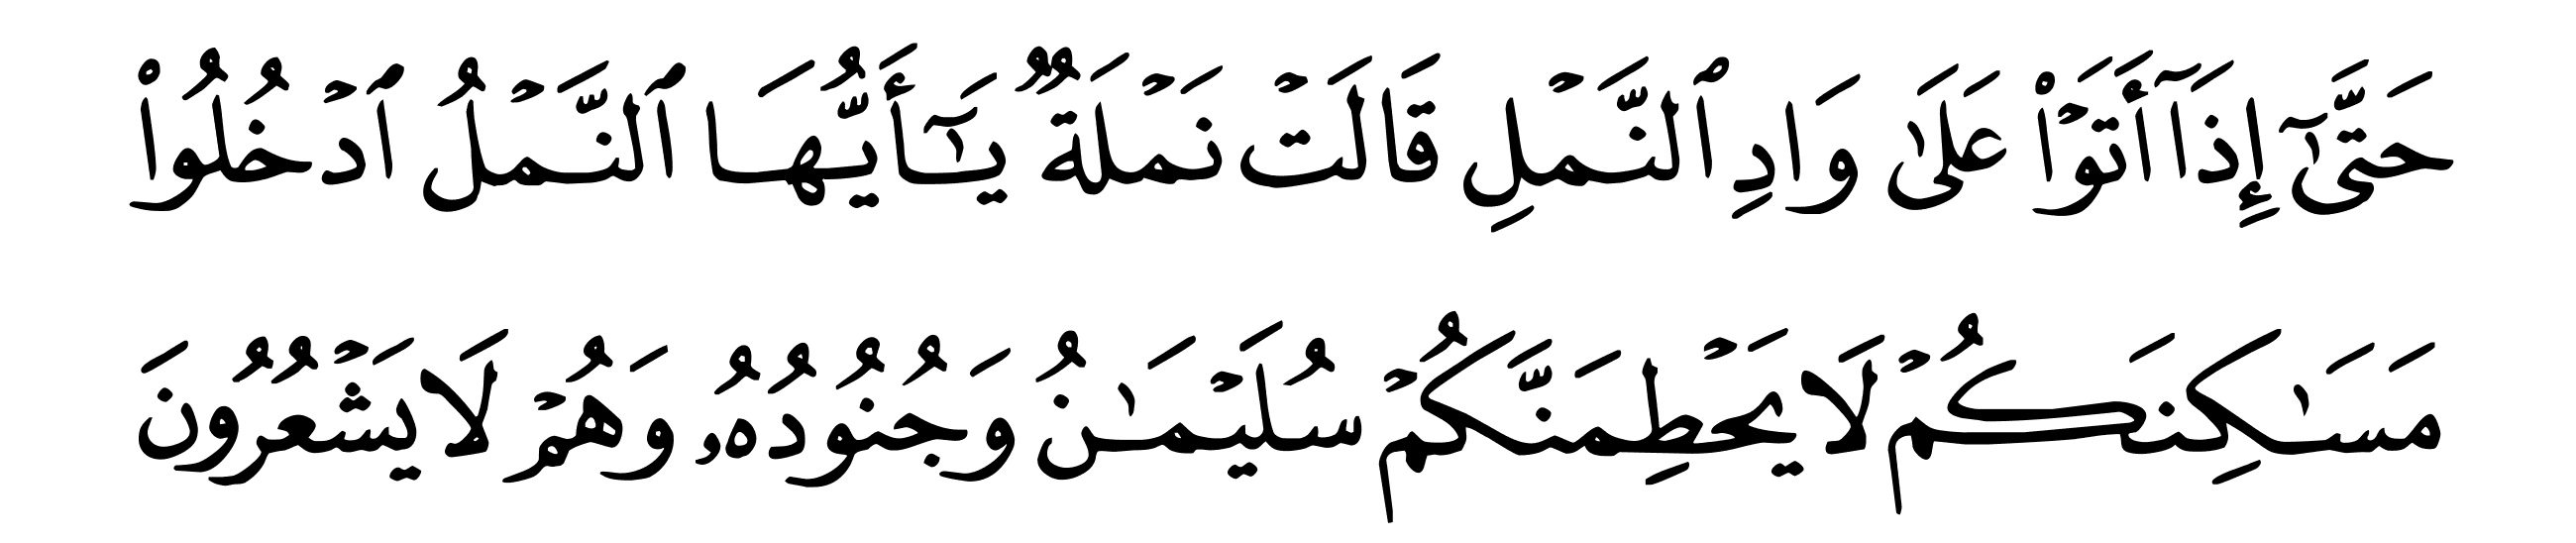 حَتَّىٰٓ إِذَآ أَتَوۡاْ عَلَىٰ وَادِ ٱلنَّمۡلِ قَالَتۡ نَمۡلَةٞ يَٰٓأَيُّهَا ٱلنَّمۡلُ ٱدۡخُلُواْ
مَسَٰكِنَكُمۡ لَا يَحۡطِمَنَّكُمۡ سُلَيۡمَٰنُ وَجُنُودُهُۥ وَهُمۡ لَا يَشۡعُرُونَ